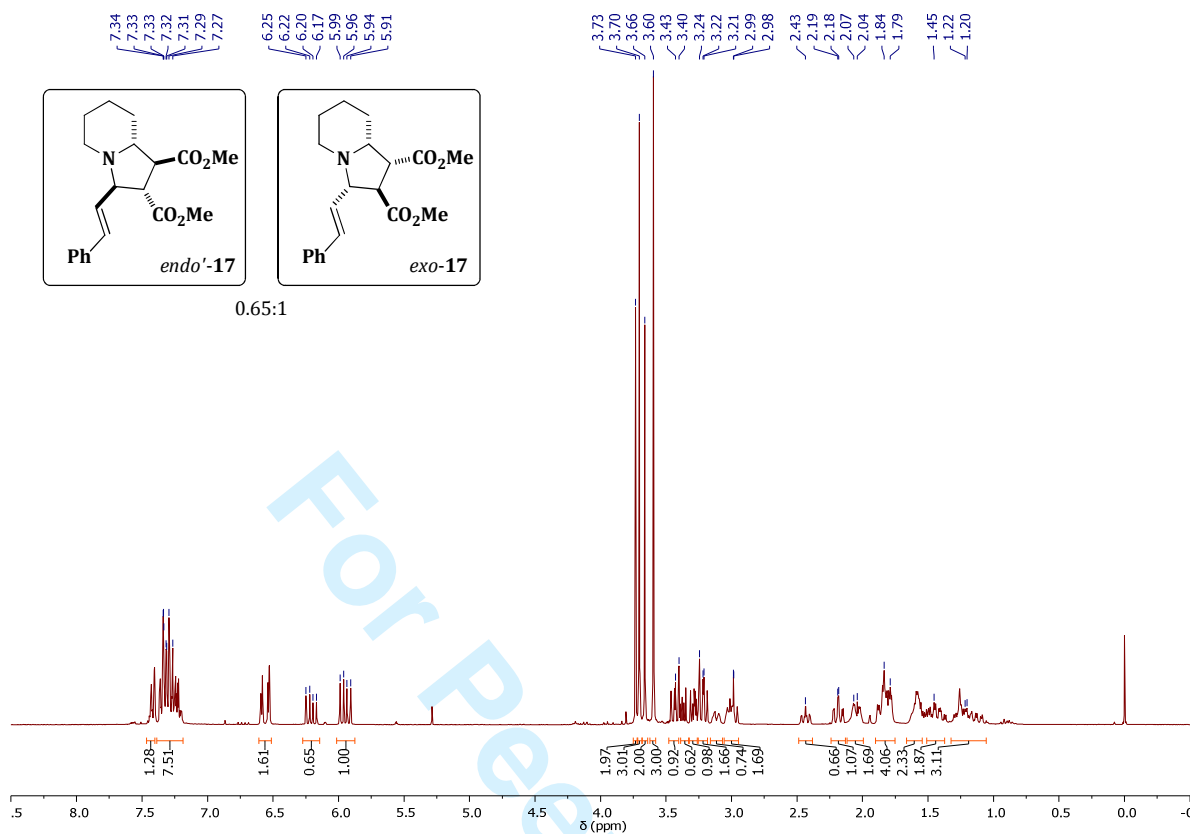 7.34 7.33 7.33 7.32 7.31 7.29 7.27 6.25 6.22 6.20 6.17 5.99 5.96 5.94 5.91 3.73 3.70 3.66 3.60 3.43 3.40 3.24 3.22 3.21 2.99 2.98 2.43 2.19 2.18 2.07 2.04 1.84 1.79 1.45 1.22 1.20
N CO2Me
CO2Me
Ph endo'-17
N CO2Me
CO2Me
Ph exo-17
0.65:1
For Pee
1.28 7.51 1.61 0.65 1.00 1.97 3.01 2.00 3.00 0.92 0.62 0.98 1.66 0.74 1.69 0.66 1.07 1.69 4.06 2.33 1.87 3.11
.5 8.0 7.5 7.0 6.5 6.0 5.5 5.0 4.5 4.0 3.5 3.0 2.5 2.0 1.5 1.0 0.5 0.0 -0
δ (ppm)